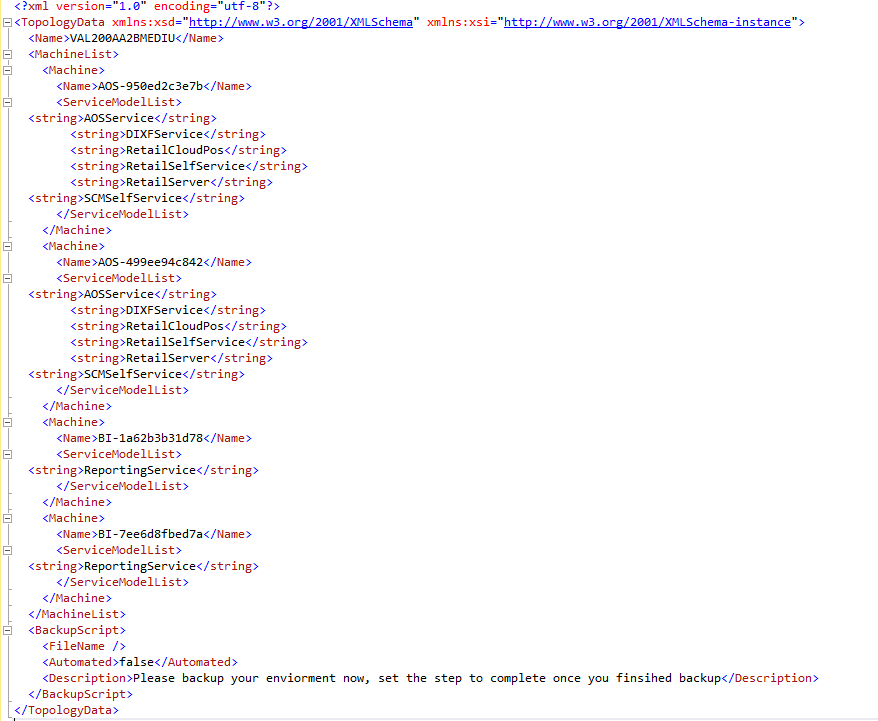 <?xml version="1.0" encoding="utf-8"?>
<TopologyData xmlns:xsd="http://www.w3.org/2001/XMLSchema" xmlns:xsi="http://www.w3.org/2001/XMLSchema-instance">
  <Name>VAL200AA2BMEDIU</Name>
  <MachineList>
    <Machine>
      <Name>AOS-950ed2c3e7b</Name>
      <ServiceModelList>
  <string>AOSService</string>
        <string>DIXFService</string>
        <string>RetailCloudPos</string>
        <string>RetailSelfService</string>
        <string>RetailServer</string>
  <string>SCMSelfService</string>
      </ServiceModelList>
    </Machine>
    <Machine>
      <Name>AOS-499ee94c842</Name>
      <ServiceModelList>
  <string>AOSService</string>
        <string>DIXFService</string>
        <string>RetailCloudPos</string>
        <string>RetailSelfService</string>
        <string>RetailServer</string>
  <string>SCMSelfService</string>
      </ServiceModelList>
    </Machine>
    <Machine>
      <Name>BI-1a62b3b31d78</Name>
      <ServiceModelList>
  <string>ReportingService</string>
      </ServiceModelList>
    </Machine>
    <Machine>
      <Name>BI-7ee6d8fbed7a</Name>
      <ServiceModelList>
  <string>ReportingService</string>
      </ServiceModelList>
    </Machine>
  </MachineList>
  <BackupScript>
    <FileName />
    <Automated>false</Automated>
    <Description>Please backup your enviorment now, set the step to complete once you finsihed backup</Description>
  </BackupScript>
</TopologyData>